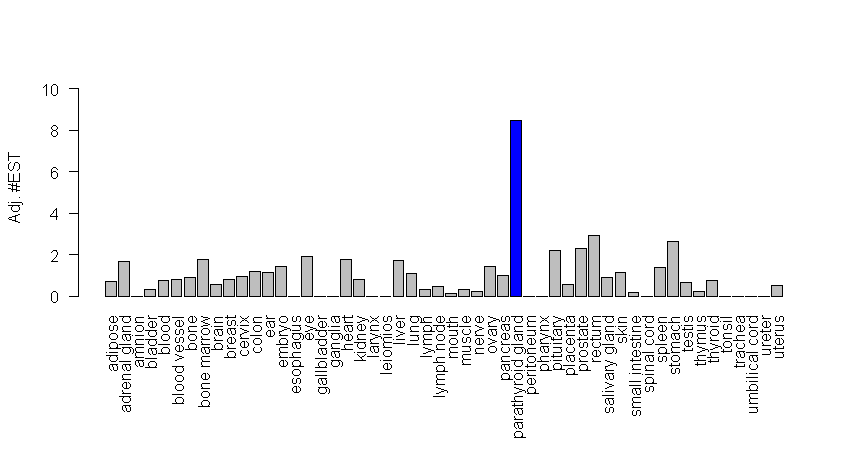 Adj. #EST
10
8
6
4
2
0
adipose
adrenal gland
amnion
bladder
blood
blood vessel
bone
bone marrow
brain
breast
cervix
colon
ear
embryo
esophagus
eye
gallbladder
ganglia
heart
kidney
larynx
leiomios
liver
lung
lymph
lymph node
mouth
muscle
nerve
ovary
pancreas
parathyroid gland
peritoneum
pharynx
pituitary
placenta
prostate
rectum
salivary gland
skin
small intestine
spinal cord
spleen
stomach
testis
thymus
thyroid
tonsil
trachea
umbilical cord
ureter
uterus